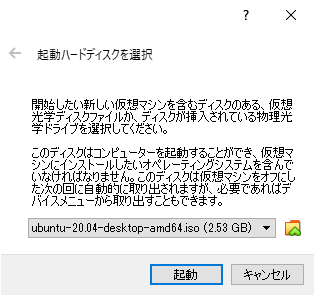 ?
起動ハードディスクを選択
開始したい新しい仮想マシンを含むディスクのある、仮想
光学ディスクファイルか、ディスクが挿入されている物理光
学ドライブを選択してください。
このディスクはコンピューターを起動することができ、仮想マ
シンにインストールしたいオペレーティングシステムを含んで
いなければなりません。このディスクは仮想マシンをオフにし
た次の回に自動的に取り出されますが、必要であればデ
バイスメニューから取り出すこともできます。
ubuntu-20.04-desktop-amd64.iso (2.53 GB)
起動 キャンセル